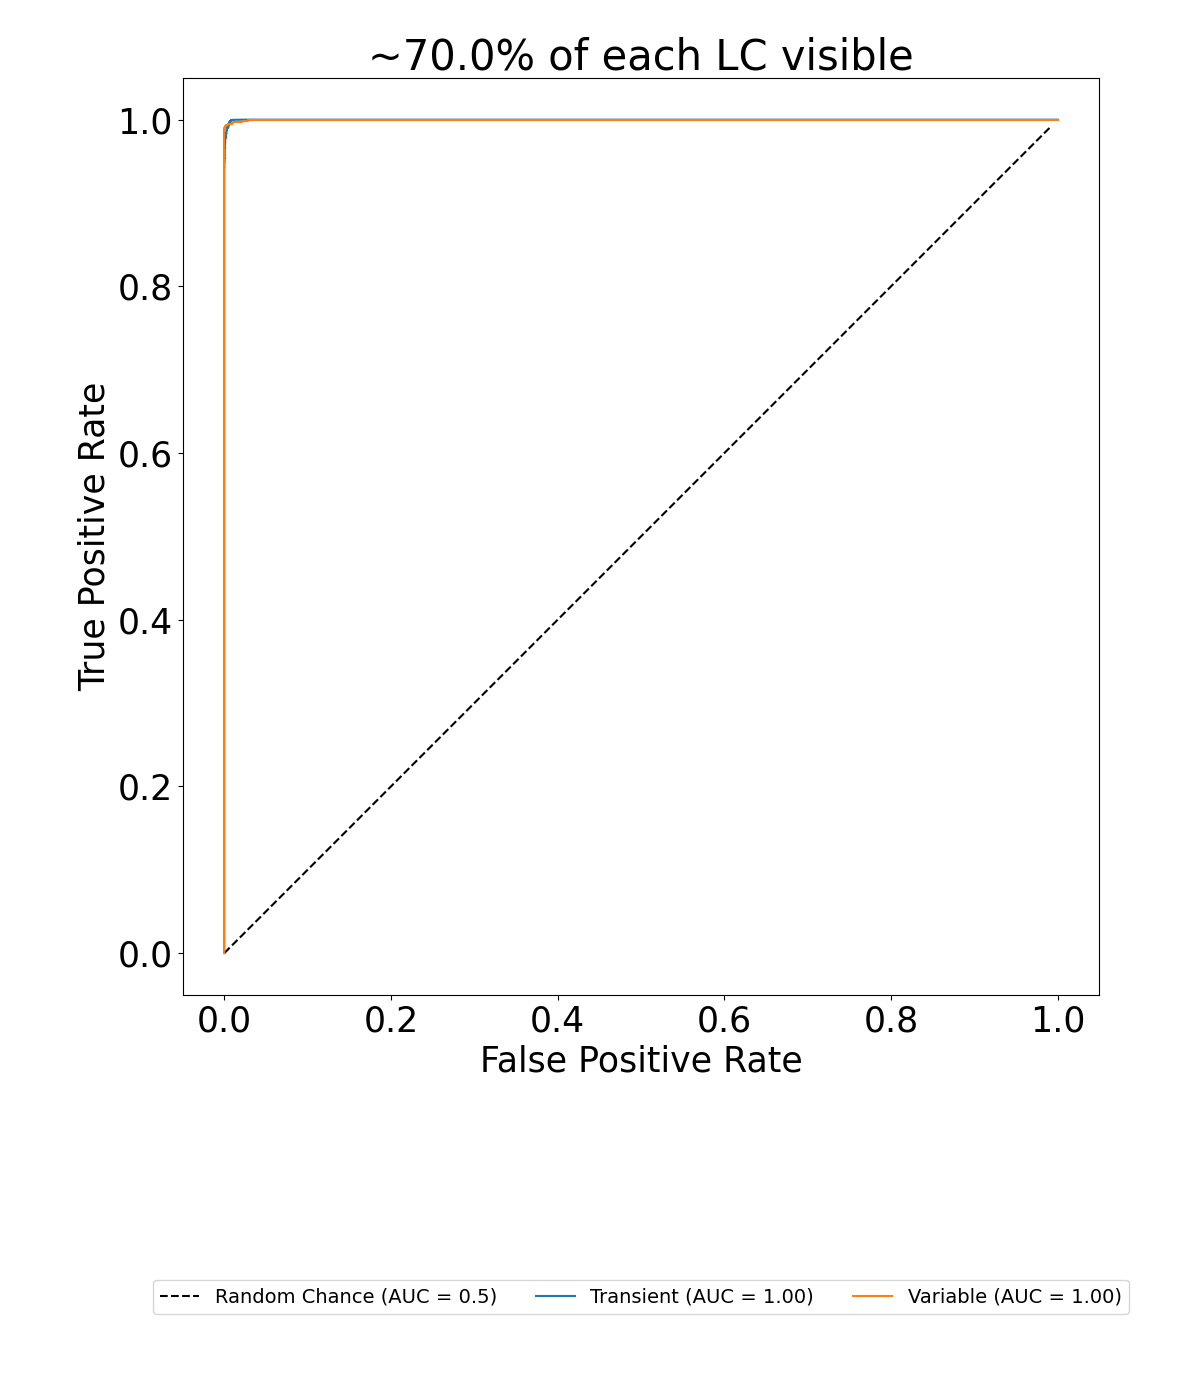 ~70.0% of each LC visible
1.0
0.8
0.6
0.4
0.2
0.0
True Positive Rate
0.0 0.2 0.4 0.6 0.8 1.0
False Positive Rate
Random Chance (AUC = 0.5) Transient (AUC = 1.00) Variable (AUC = 1.00)